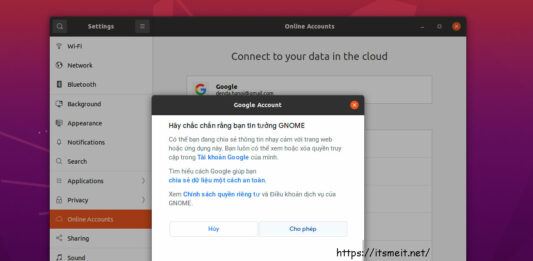 Settings
Online Accounts
Wi-Fi
Network
Bluetooth
Background
Appearance
Notifications
Search
Applications
Privacy
Online Accounts
Sharing
Sound
Connect to your data in the cloud
Google
denda.hanoi@gmail.com
Google Account
Hãy chắc chắn rằng bạn tin tưởng GNOME
Có thể bạn đang chia sẻ thông tin nhạy cảm với trang web
hoặc ứng dụng này. Bạn luôn có thể xem hoặc xóa quyền truy
cập trong Tài khoản Google của mình.
Tìm hiểu cách Google giúp bạn
chia sẻ dữ liệu một cách an toàn.
Xem Chính sách quyền riêng tư và Điều khoản dịch vụ của
GNOME.
Hủy
Cho phép
https://itsmeit.net/